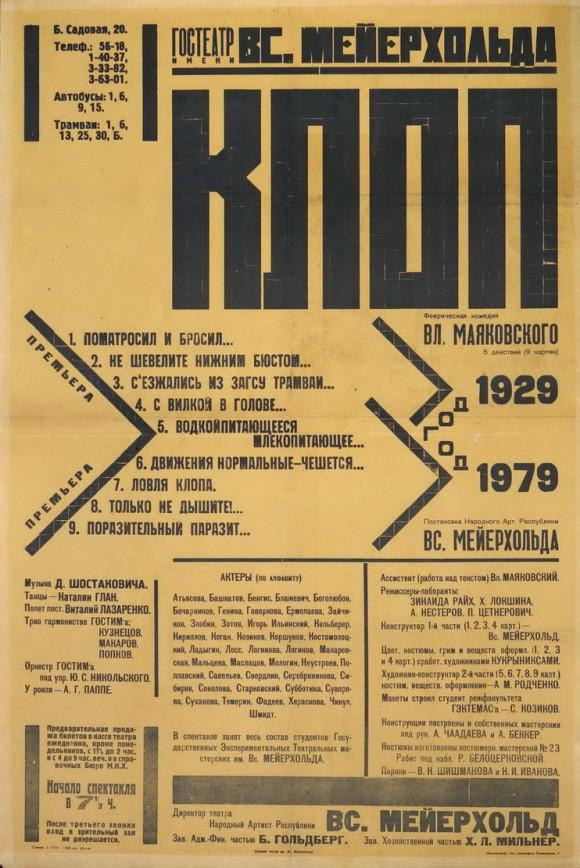 Б. Садовая, 20.
Телеф.: 56-18,
1-40-37,
3-33-82,
3-63-01.
Автобусы: 1, 6,
9, 15.
Трамваи: 1, 6,
13, 25, 30, Б.
ГОСТЕАТР
ИМЕНИ
ВС. МЕЙЕРХОЛЬДА
КЛОП
Феерическая комедия
ВЛ. МАЯКОВСКОГО
5 действий (9 картин)
ПРЕМЬЕРА
ПРЕМЬЕРА
1. ПОМАТРОСИЛ И БРОСИЛ...
2. НЕ ШЕВЕЛИТЕ НИЖНИМ БЮСТОМ...
3. С'ЕЗЖАЛИСЬ ИЗ ЗАГСУ ТРАМВАИ...
4. С ВИЛКОЙ В ГОЛОВЕ...
5. ВОДКОЙПИТАЮЩЕЕСЯ
МЛЕКОПИТАЮЩЕЕ...
6. ДВИЖЕНИЯ НОРМАЛЬНЫЕ–ЧЕШЕТСЯ...
7. ЛОВЛЯ КЛОПА.
8. ТОЛЬКО НЕ ДЫШИТЕ!...
9. ПОРАЗИТЕЛЬНЫЙ ПАРАЗИТ...
ГОД
1929
ГОД
1979
Постановка Народного Арт. Республики
ВС. МЕЙЕРХОЛЬДА
Музыка Д. ШОСТАКОВИЧА.
Танцы — Наталии ГЛАН.
Полет пост. Виталий ЛАЗАРЕНКО.
Трио гармонистов ГОСТИМ'а:
КУЗНЕЦОВ,
МАКАРОВ,
ПОПКОВ.
Оркестр ГОСТИМ'а
под упр. Ю. С. НИКОЛЬСКОГО.
У рояля — А. Г. ПАППЕ.
Предварительная прода-
жа билетов в кассе театра
ежедневно, кроме поне-
дельников, с 11½ до 2 час.
и с 4 до 9 час. веч. и в спра-
вочных Бюро М.К.Х.
Начало спектакля
в 7½ ч.
После третьего звонка
вход в зрительный зал
не разрешается.
АКТЕРЫ (по алфавиту)
Атьясова, Башкатов, Бенгис, Блажевич, Боголюбов,
Бочарников, Генина, Говоркова, Ермолаева, Зайчи-
ков, Злобин, Зотов, Игорь Ильинский, Кельберер,
Кириллов, Коган, Козиков, Коршунов, Костомолоц-
кий, Ладыгин, Лесс, Логинова, Логинов, Макарев-
ская, Мальцева, Маслацов, Мологин, Неустроев, По-
плавский, Савельев, Свердлин, Серебрянникова, Си-
биряк, Соколова, Старковский, Субботина, Суворо-
ва, Суханова, Темерин, Фадеев, Хераскова, Чикул,
Шмидт.
В спектакле занят весь состав студентов Госу-
дарственных Экспериментальных Театральных ма-
стерских им. Вс. МЕЙЕРХОЛЬДА.
Ассистент (работа над текстом) Вл. МАЯКОВСКИЙ.
Режиссеры-лаборанты:
ЗИНАИДА РАЙХ, Х. ЛОКШИНА,
А. НЕСТЕРОВ, П. ЦЕТНЕРОВИЧ.
Конструктор 1-й части (1, 2, 3, 4 карт.) —
Вс. МЕЙЕРХОЛЬД.
Цвет, костюмы, грим и веществ. оформл. (1, 2, 3
и 4 карт.) сработ. художниками КУКРЫНИКСАМИ.
Художник-конструктор 2-й части (5, 6, 7, 8, 9 карт.)
костюм, веществ. оформление — А. М. РОДЧЕНКО.
Макеты строил студент режфакультета
ГЭКТЕМАС'а — С. КОЗИКОВ.
Конструкции построены в собственных мастерских
под рук. А. ЧААДАЕВА и А. БЕККЕР.
Костюмы изготовлены костюмерн. мастерской № 23
Рабис под набл. Р. БЕЛОЦЕРКОВСКОЙ.
Парики — В. Н. ШИШМАНОВА и Н. И. ИВАНОВА.
Директор театра
Народный Артист Республики
ВС. МЕЙЕРХОЛЬД
Зав. Адм.-Фин. частью Б. ГОЛЬДБЕРГ.
Зав. Хозяйственной частью Х. Л. МИЛЬНЕР.